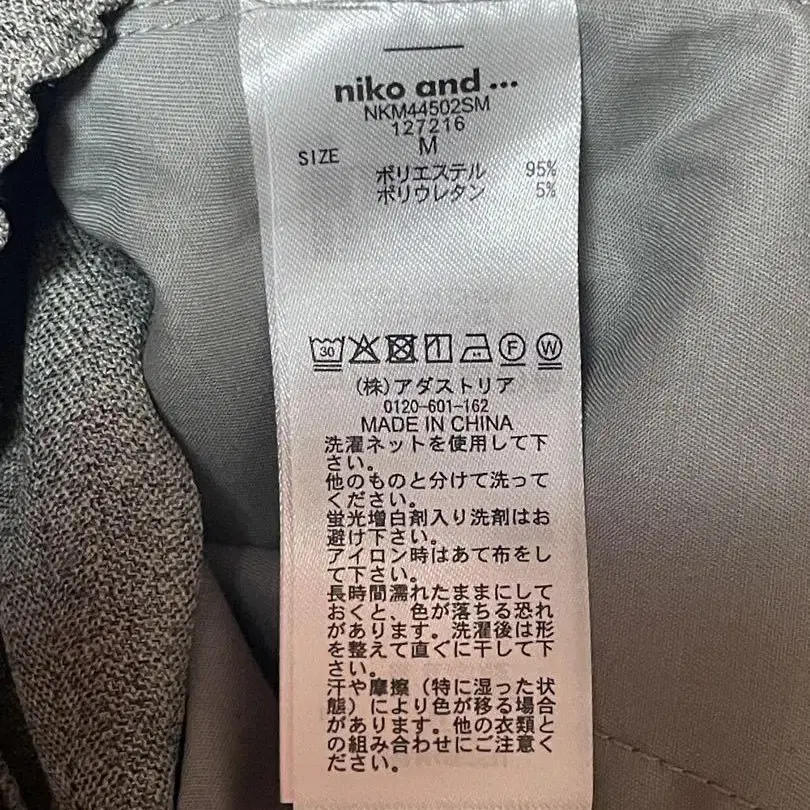 niko and ...
NKM44502SM
127216
SIZE M
ポリエステル 95%
ポリウレタン 5%
30
F W
(株)アダストリア
0120-601-162
MADE IN CHINA
洗濯ネットを使用して下
さい。
他のものと分けて洗って
ください。
蛍光増白剤入り洗剤はお
避け下さい。
アイロン時はあて布をし
て下さい。
長時間濡れたままにして
おくと、色が落ちる恐れ
があります。洗濯後は形
を整えて直ぐに干して下
さい。
汗や摩擦(特に湿った状
態)により色が移る場合
があります。他の衣類と
の組み合わせにご注意く
ださい。